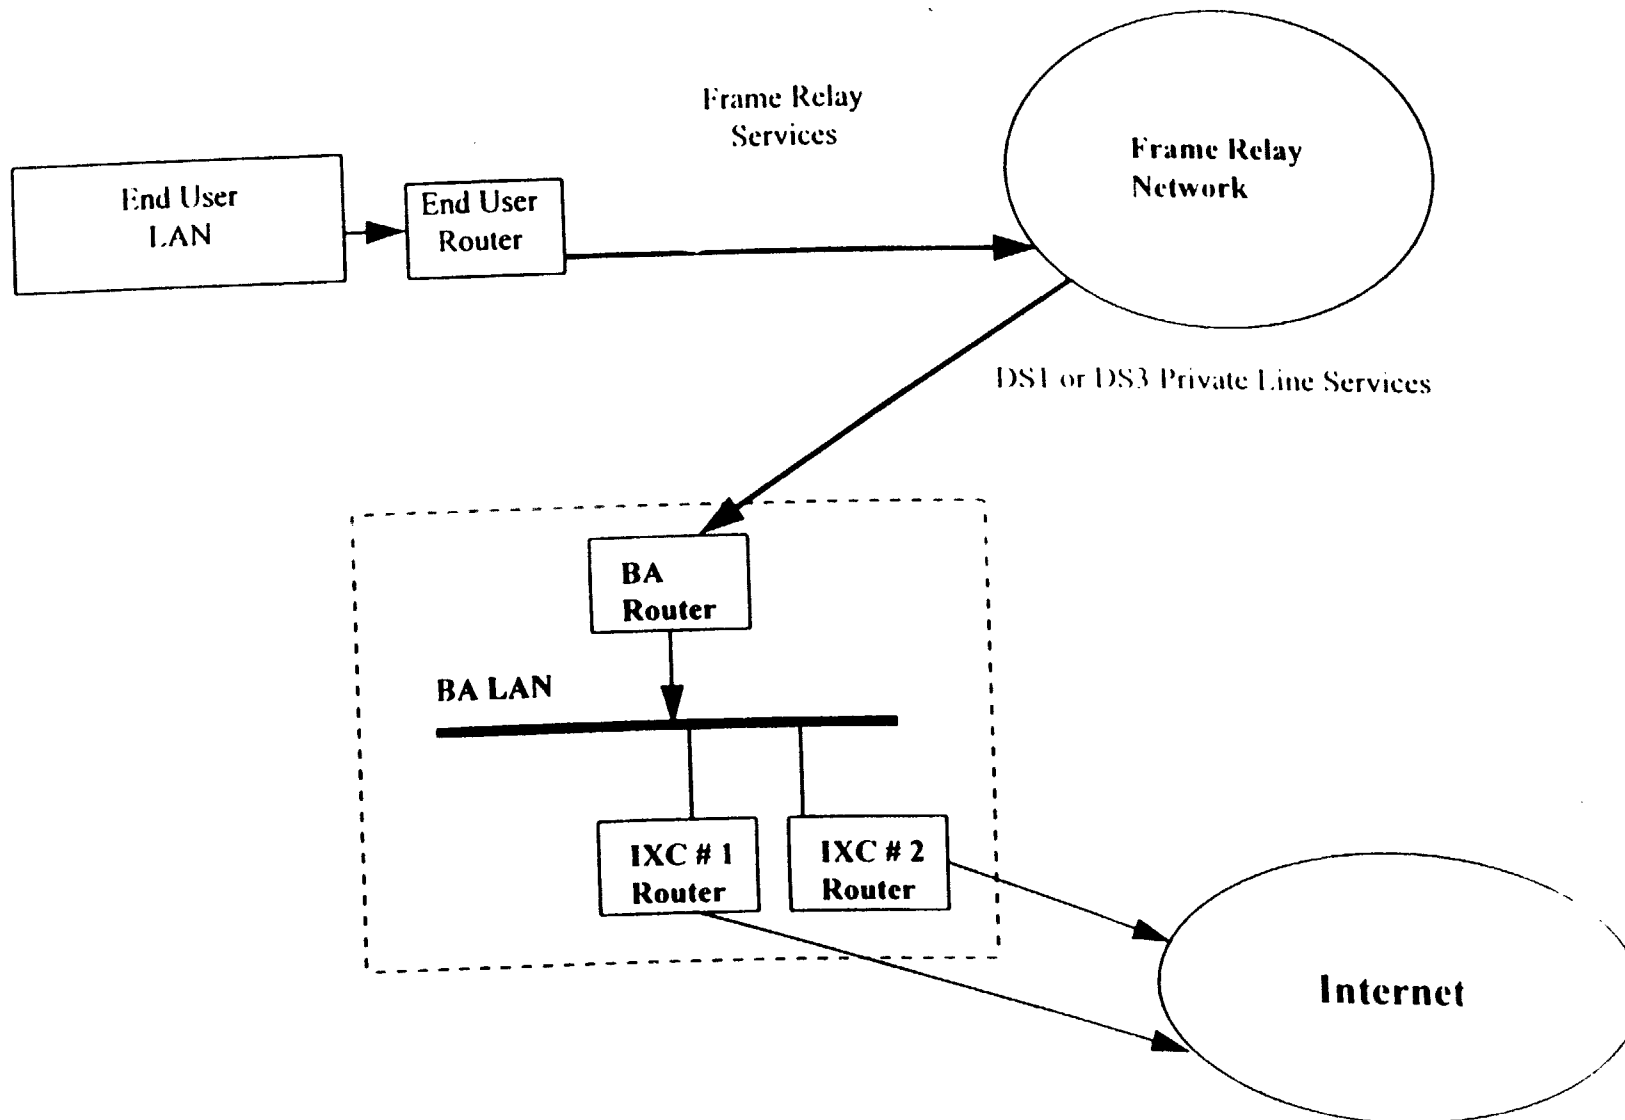 Frame Relay
Services
Frame Relay
Network
End User
LAN
End User
Router
DS1 or DS3 Private Line Services
BA
Router
BA LAN
IXC # 1
Router
IXC # 2
Router
Internet